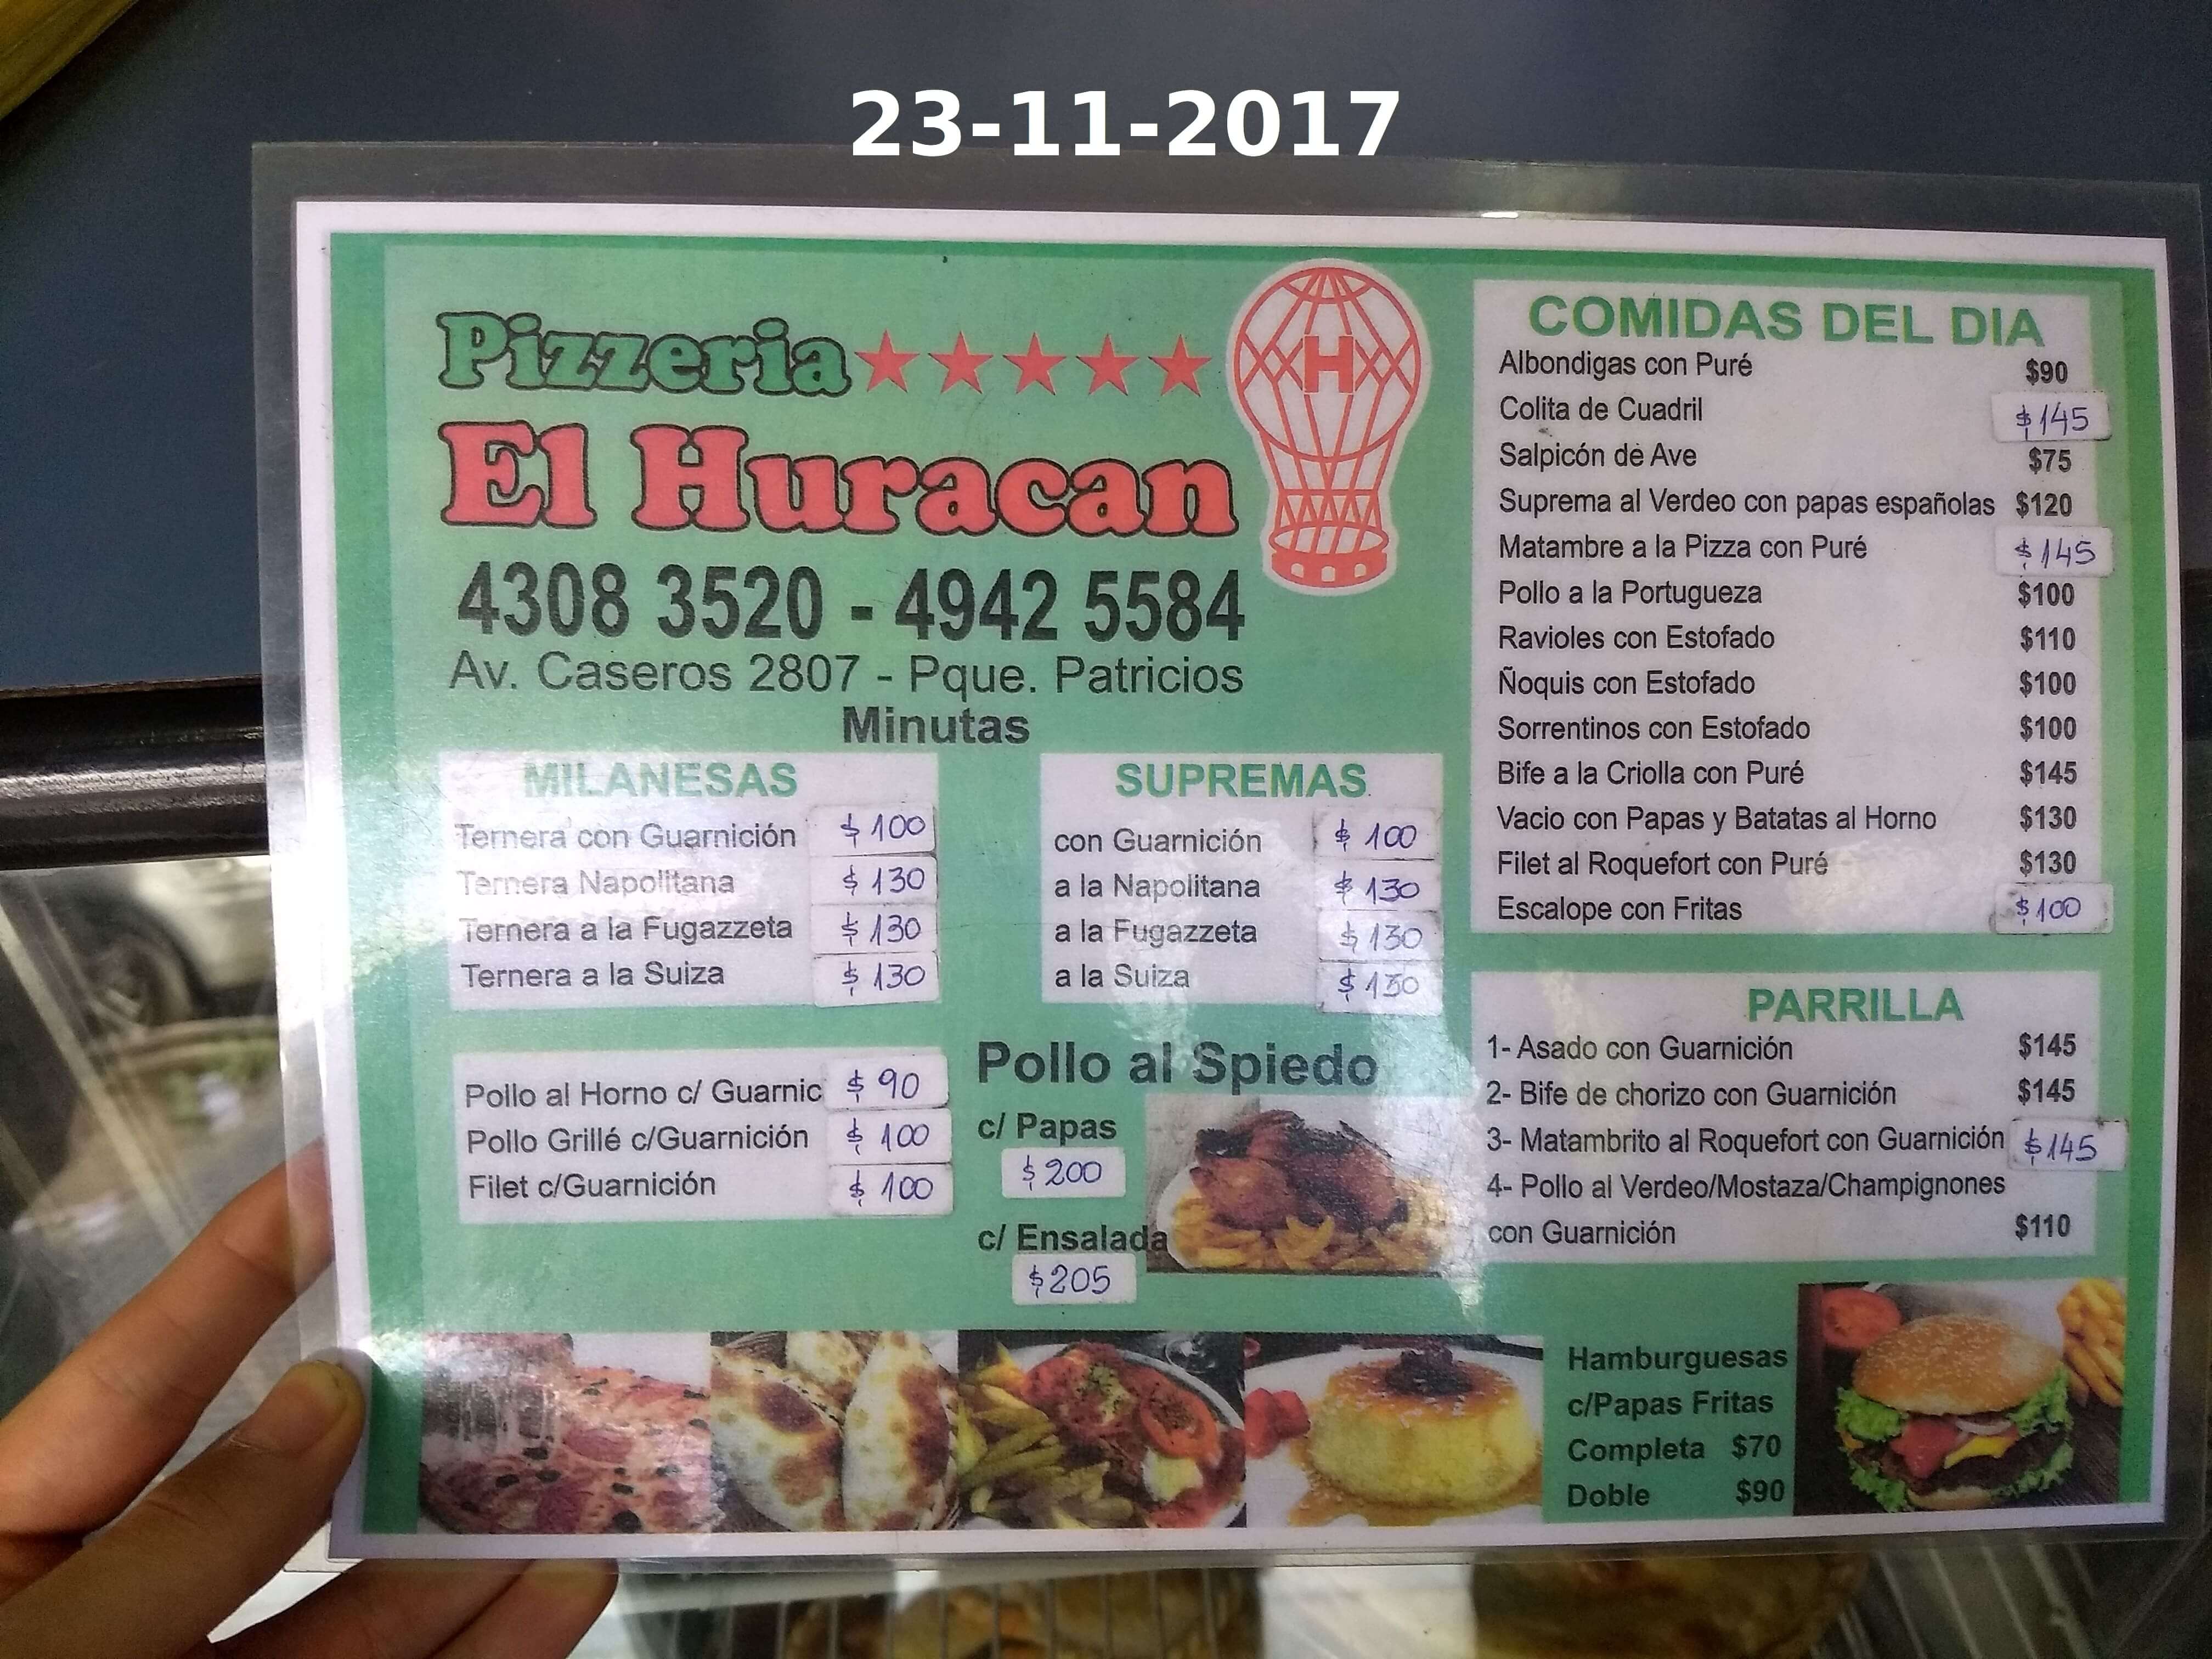 23-11-2017
Pizzeria
El Huracan
H
4308 3520 - 4942 5584
Av. Caseros 2807 - Pque. Patricios
Minutas
MILANESAS
Ternera con Guarnición $100
Ternera Napolitana $130
Ternera a la Fugazzeta $130
Ternera a la Suiza $130
SUPREMAS
con Guarnición $100
a la Napolitana $130
a la Fugazzeta $130
a la Suiza $130
Pollo al Horno c/ Guarnic $90
Pollo Grillé c/Guarnición $100
Filet c/Guarnición $100
Pollo al Spiedo
c/ Papas
$200
c/ Ensalada
$205
COMIDAS DEL DIA
Albondigas con Puré $90
Colita de Cuadril $145
Salpicón de Ave $75
Suprema al Verdeo con papas españolas $120
Matambre a la Pizza con Puré $145
Pollo a la Portugueza $100
Ravioles con Estofado $110
Ñoquis con Estofado $100
Sorrentinos con Estofado $100
Bife a la Criolla con Puré $145
Vacio con Papas y Batatas al Horno $130
Filet al Roquefort con Puré $130
Escalope con Fritas $100
PARRILLA
1- Asado con Guarnición $145
2- Bife de chorizo con Guarnición $145
3- Matambrito al Roquefort con Guarnición $145
4- Pollo al Verdeo/Mostaza/Champignones
con Guarnición $110
Hamburguesas
c/Papas Fritas
Completa $70
Doble $90